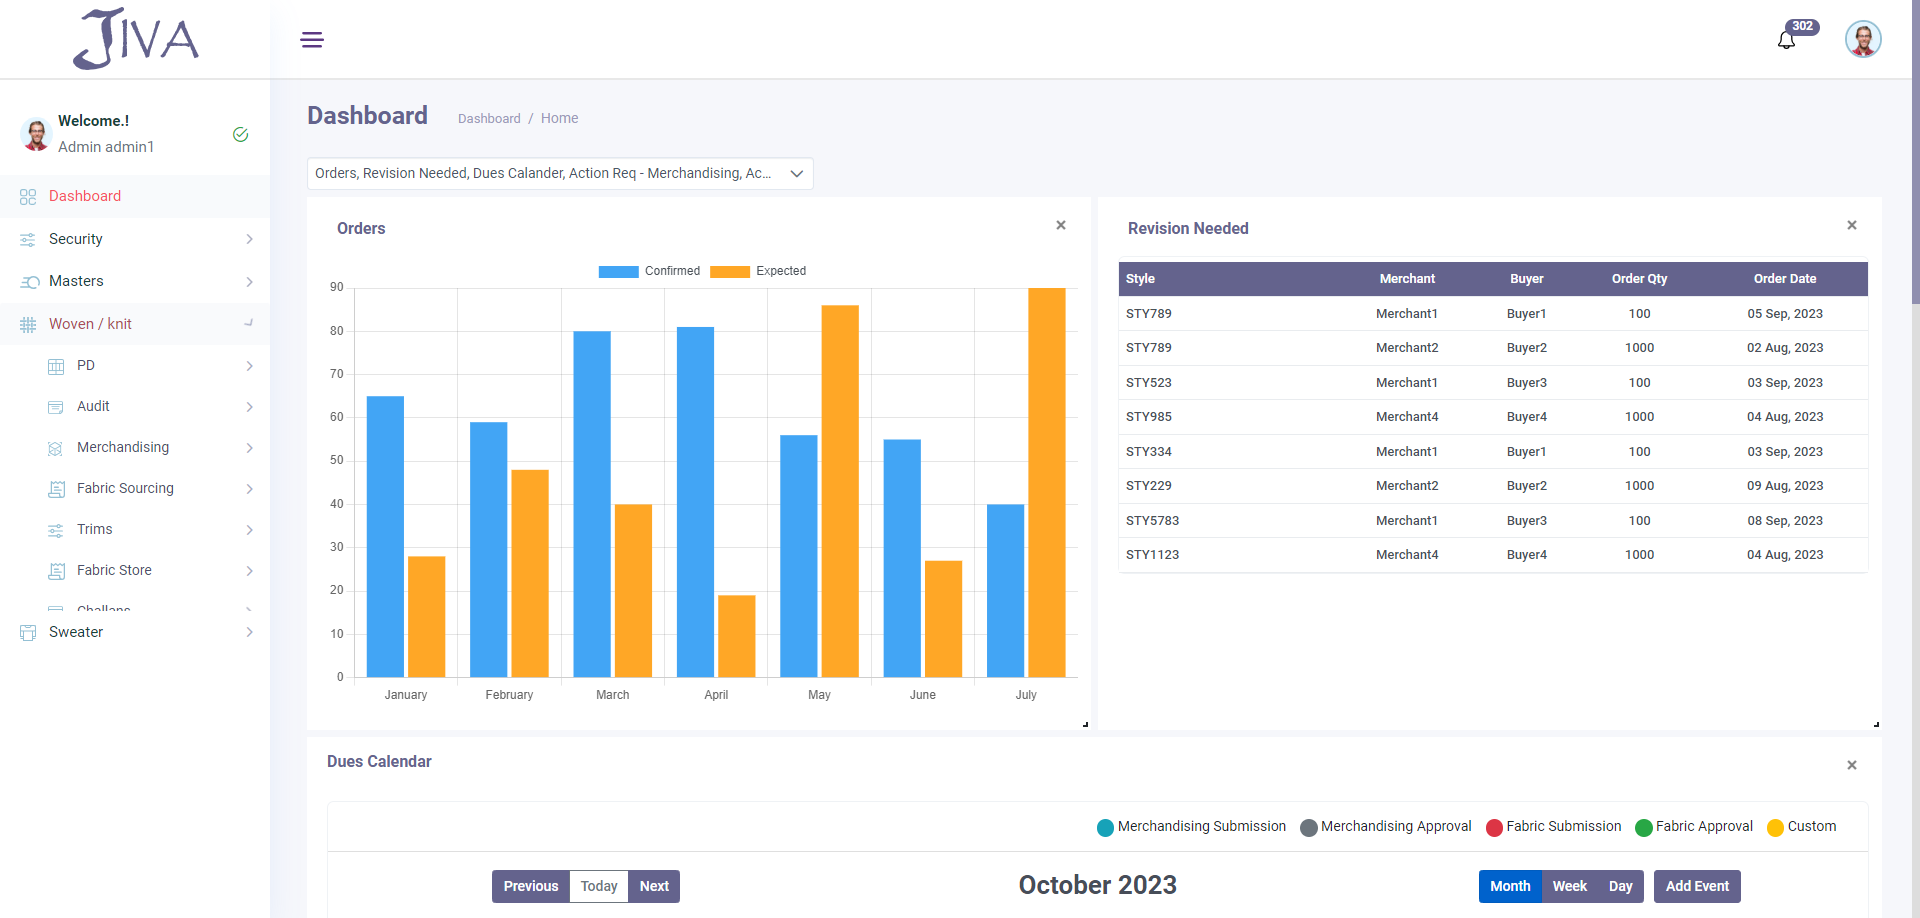 JIVA
302
Welcome.!
Admin admin1
Dashboard
Security
Masters
Woven / knit
PD
Audit
Merchandising
Fabric Sourcing
Trims
Fabric Store
Challans
Sweater
Dashboard
Dashboard / Home
Orders, Revision Needed, Dues Calander, Action Req - Merchandising, Ac...
Orders
Confirmed Expected
90
80
70
60
50
40
30
20
10
0
January February March April May June July
Revision Needed
Style Merchant Buyer Order Qty Order Date
STY789 Merchant1 Buyer1 100 05 Sep, 2023
STY789 Merchant2 Buyer2 1000 02 Aug, 2023
STY523 Merchant1 Buyer3 100 03 Sep, 2023
STY985 Merchant4 Buyer4 1000 04 Aug, 2023
STY334 Merchant1 Buyer1 100 03 Sep, 2023
STY229 Merchant2 Buyer2 1000 09 Aug, 2023
STY5783 Merchant1 Buyer3 100 08 Sep, 2023
STY1123 Merchant4 Buyer4 1000 04 Aug, 2023
Dues Calendar
Merchandising Submission Merchandising Approval Fabric Submission Fabric Approval Custom
Previous Today Next
October 2023
Month Week Day Add Event